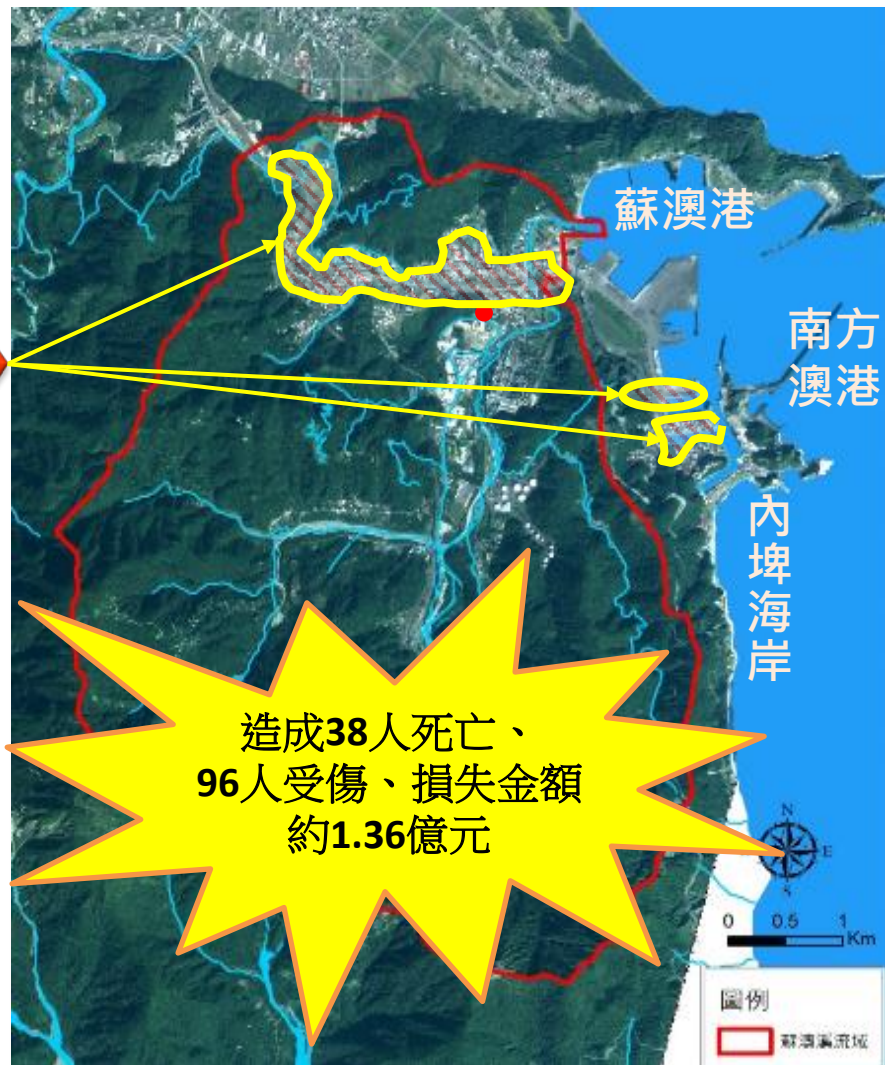 蘇澳港
南方
澳港
內埤海岸
造成38人死亡、
96人受傷、損失金額
約1.36億元
N
E
S
0 0.5 1
Km
圖例
蘇澳溪流域